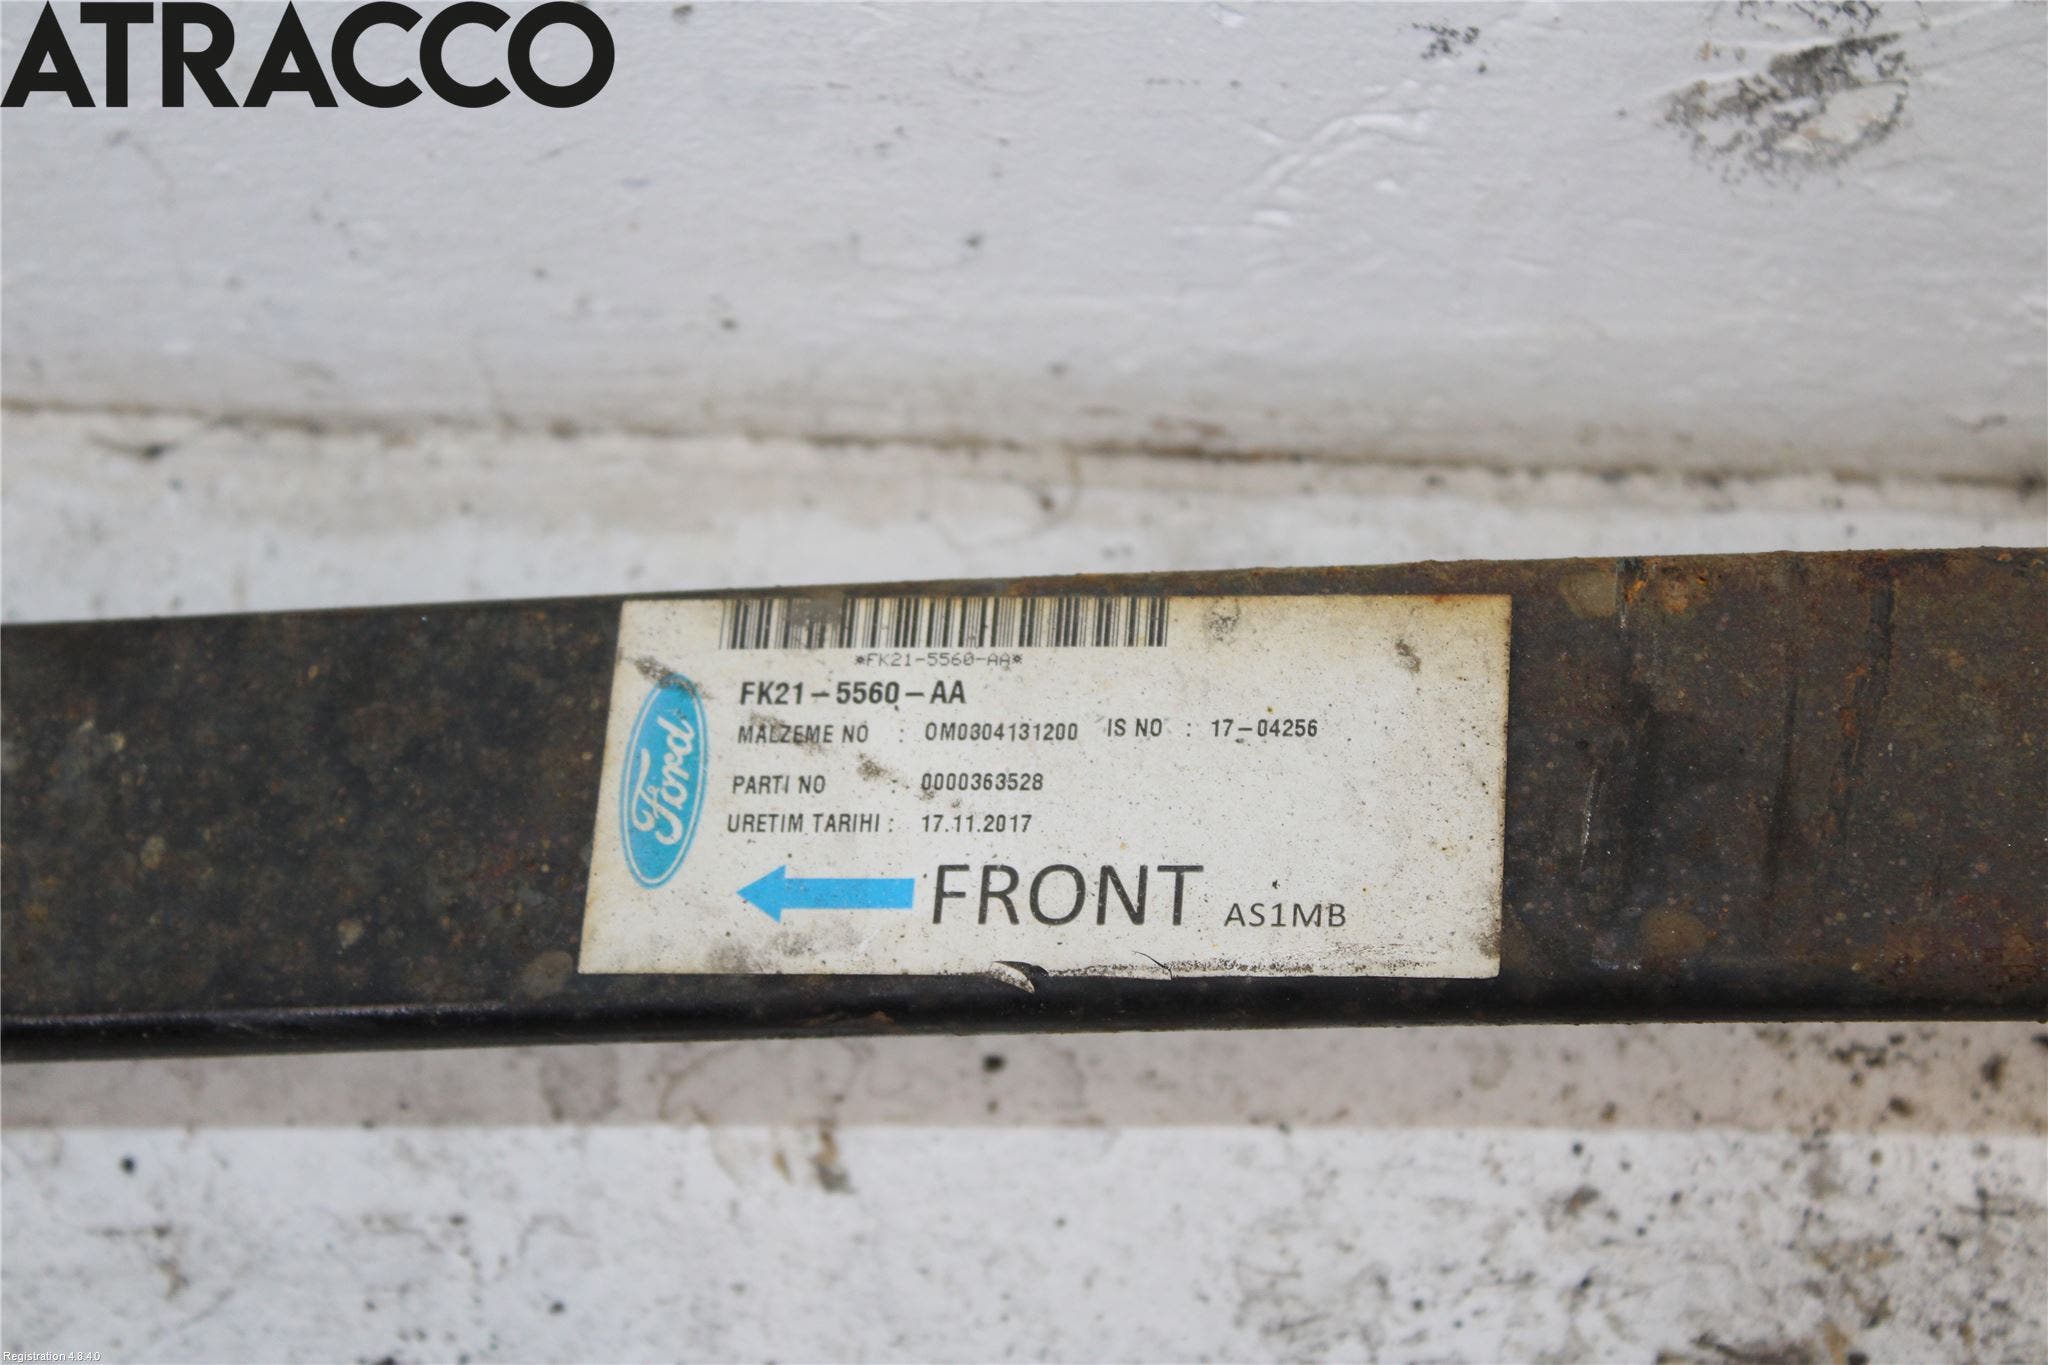 ATRACCO
*FK21-5560-AA*
FK21-5560-AA
MALZEME NO : OM0304131200 IS NO : 17-04256
PARTI NO : 0000363528
URETIM TARIHI : 17.11.2017
Ford
FRONT AS1MB
Registration 4.8.4.0